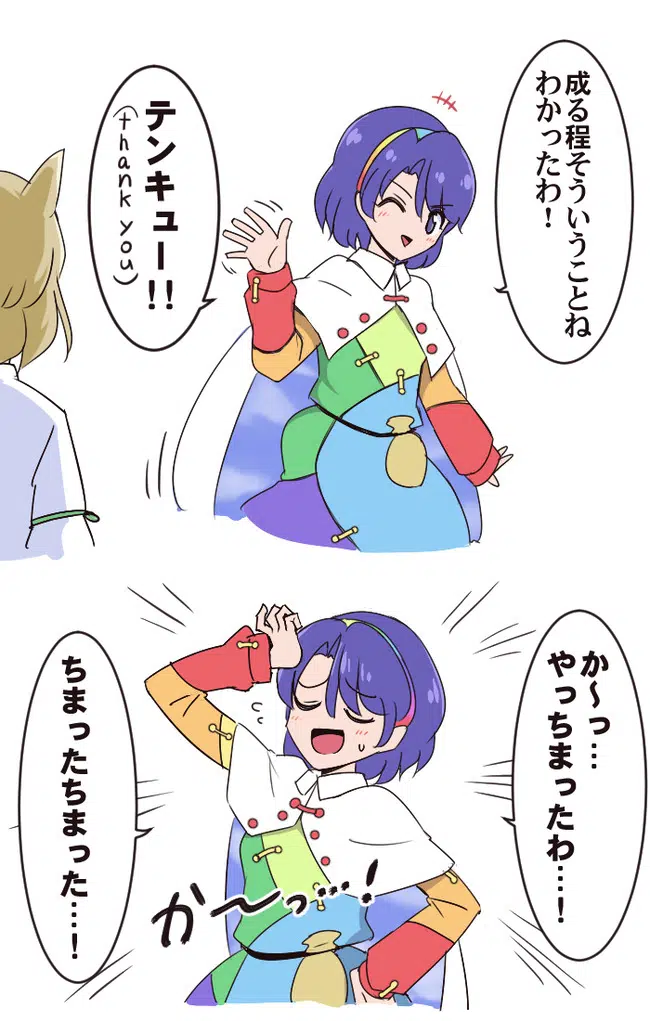 成る程そういうことね
わかったわ！
テンキュー!!
(thank you)
か〜っ…
やっちまったわ…！
ちまったちまった…！
か〜っ…！